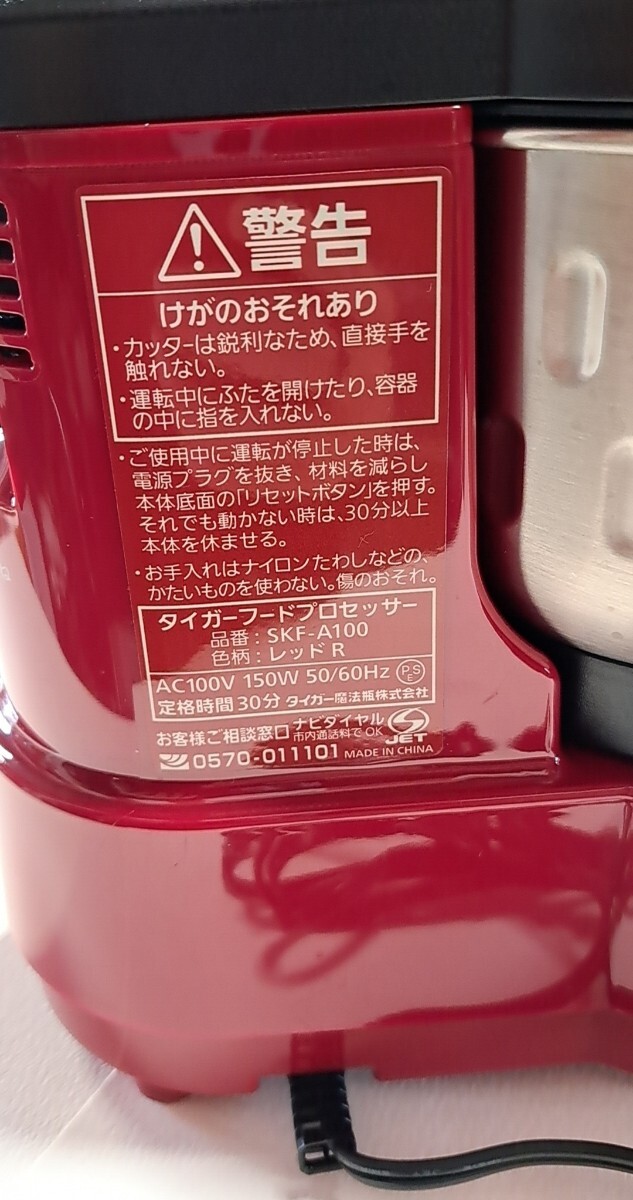 警告
けがのおそれあり
・カッターは鋭利なため、直接手を
触れない。
・運転中にふたを開けたり、容器
の中に指を入れない。
・ご使用中に運転が停止した時は、
電源プラグを抜き、材料を減らし
本体底面の「リセットボタン」を押す。
それでも動かない時は、30分以上
本体を休ませる。
・お手入れはナイロンたわしなどの、
かたいものを使わない。傷のおそれ。
タイガーフードプロセッサー
品番：SKF-A100
色柄：レッド R
AC100V 150W 50/60Hz PSE
定格時間 30分 タイガー魔法瓶株式会社
お客様ご相談窓口 ナビダイヤル
市内通話料でOK
JET
0570-011101 MADE IN CHINA